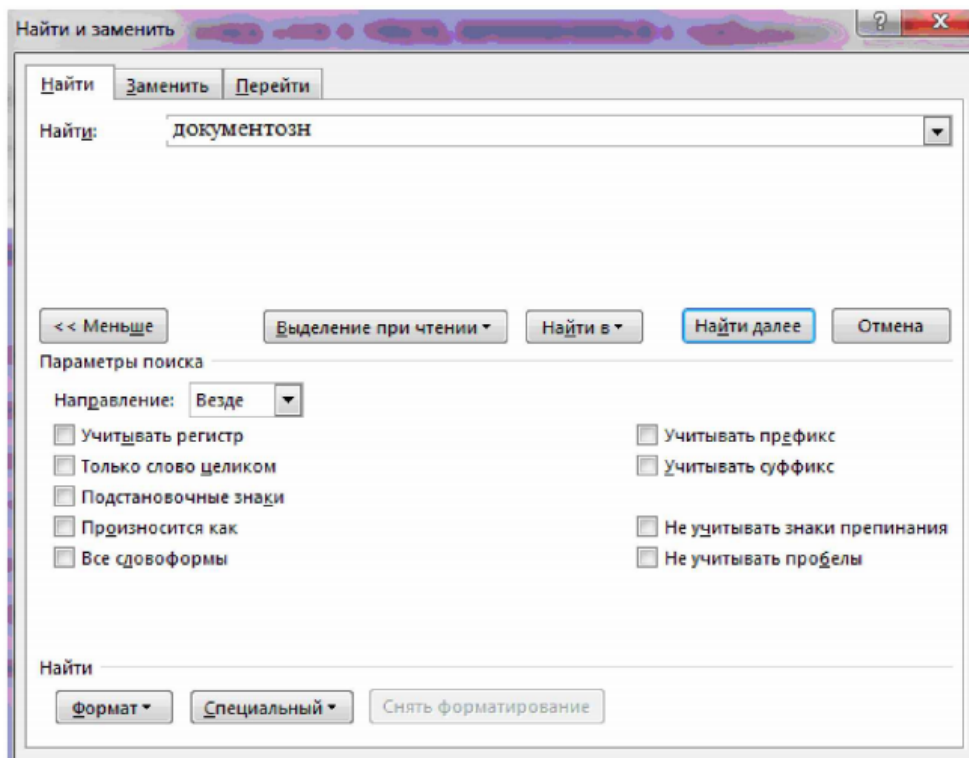 Найти и заменить
Найти Заменить Перейти
Найти: документозн
<< Меньше Выделение при чтении Найти в Найти далее Отмена
Параметры поиска
Направление: Везде
Учитывать регистр Учитывать префикс
Только слово целиком Учитывать суффикс
Подстановочные знаки
Произносится как Не учитывать знаки препинания
Все словоформы Не учитывать пробелы
Найти
Формат Специальный Снять форматирование